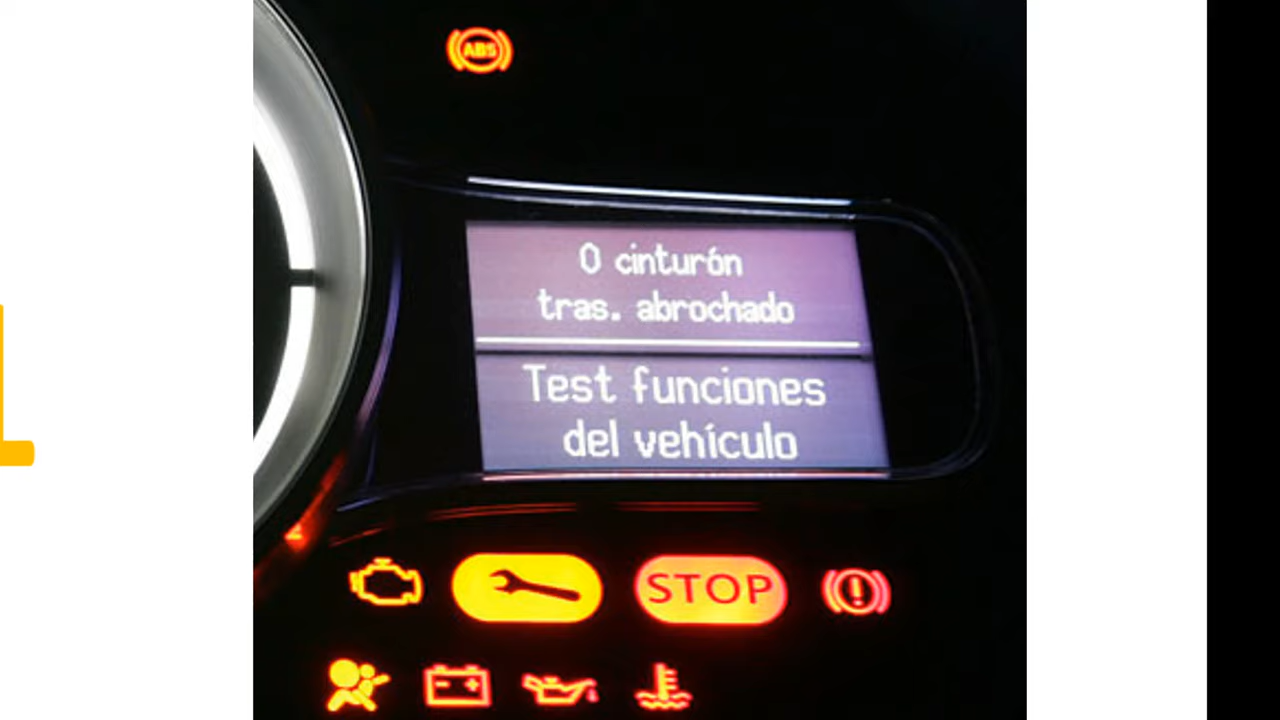 ABS
0 cinturón
tras. abrochado
Test funciones
del vehículo
STOP